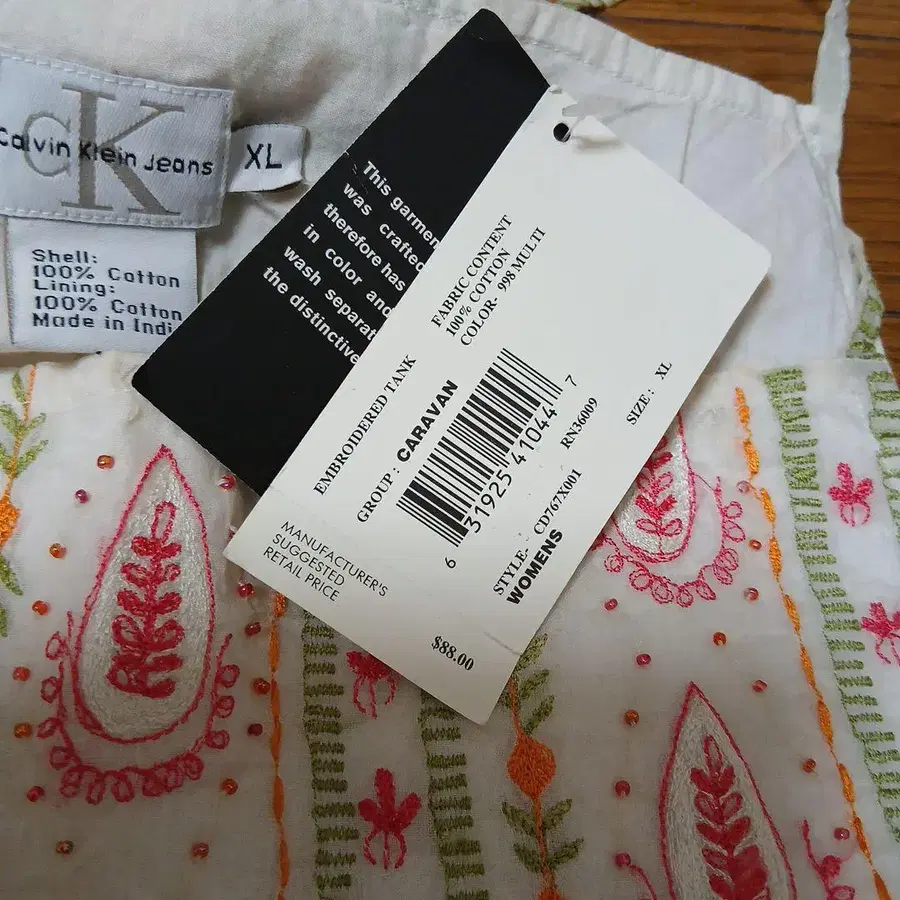 CK
Calvin Klein Jeans
XL
Shell:
100% Cotton
Lining:
100% Cotton
Made in Indi
This garmen
was crafted
therefore has
in color and
wash separat
the distinctive
FABRIC CONTENT
100% COTTON
COLOR- 998 MULTI
EMBROIDERED TANK
GROUP: CARAVAN
6 31925 41044 7
RN36009
SIZE: XL
STYLE- CD767X001
WOMENS
MANUFACTURER'S
SUGGESTED
RETAIL PRICE
$88.00